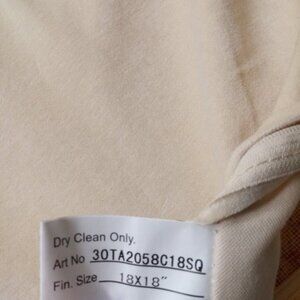 Dry Clean Only.
Art No 30TA2058C18SQ
Fin. Size 18X18"